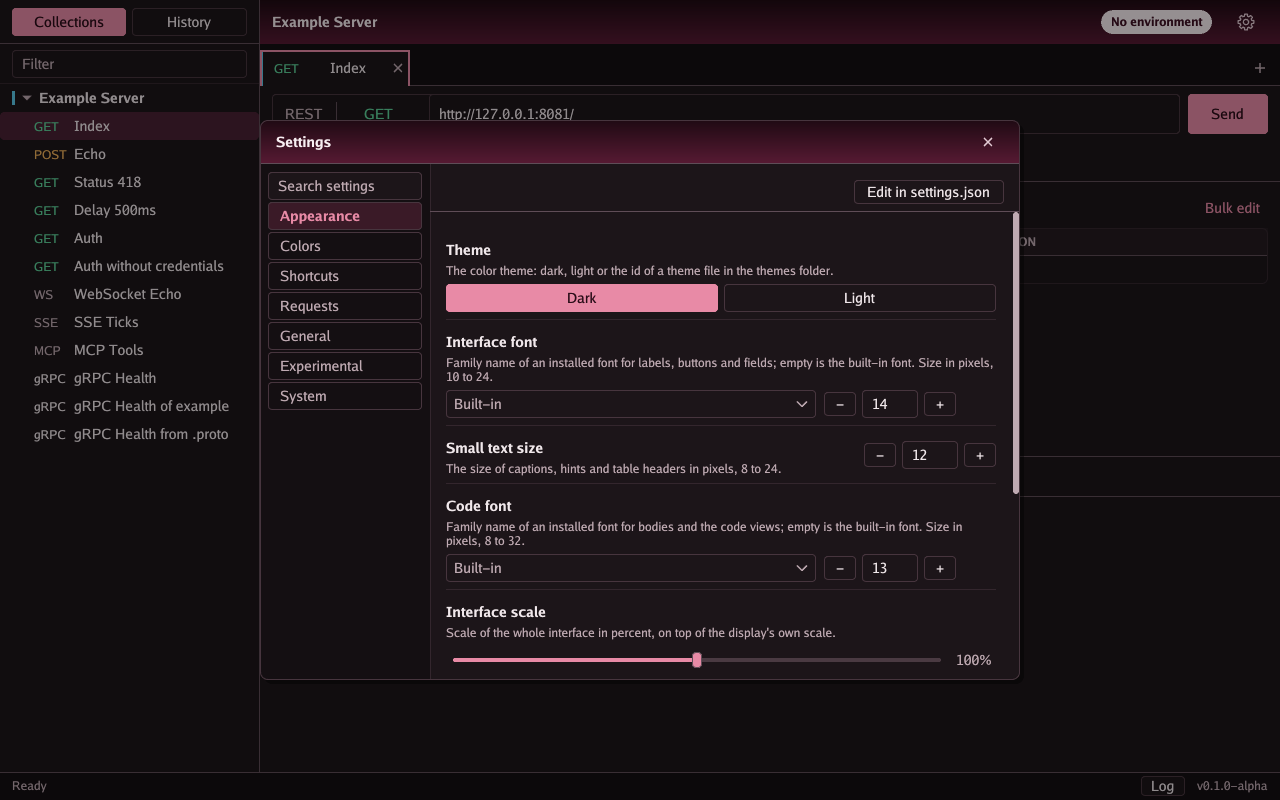 Collections
History
Example Server
No environment
Filter
GET Index
Example Server
GET Index
POST Echo
GET Status 418
GET Delay 500ms
GET Auth
GET Auth without credentials
WS WebSocket Echo
SSE SSE Ticks
MCP MCP Tools
gRPC gRPC Health
gRPC gRPC Health of example
gRPC gRPC Health from .proto
REST GET http://127.0.0.1:8081/
Send
Bulk edit
ON
Settings
Search settings
Appearance
Colors
Shortcuts
Requests
General
Experimental
System
Edit in settings.json
Theme
The color theme: dark, light or the id of a theme file in the themes folder.
Dark
Light
Interface font
Family name of an installed font for labels, buttons and fields; empty is the built-in font. Size in pixels,
10 to 24.
Built-in
− 14 +
Small text size
The size of captions, hints and table headers in pixels, 8 to 24.
− 12 +
Code font
Family name of an installed font for bodies and the code views; empty is the built-in font. Size in
pixels, 8 to 32.
Built-in
− 13 +
Interface scale
Scale of the whole interface in percent, on top of the display's own scale.
100%
Ready
Log
v0.1.0-alpha